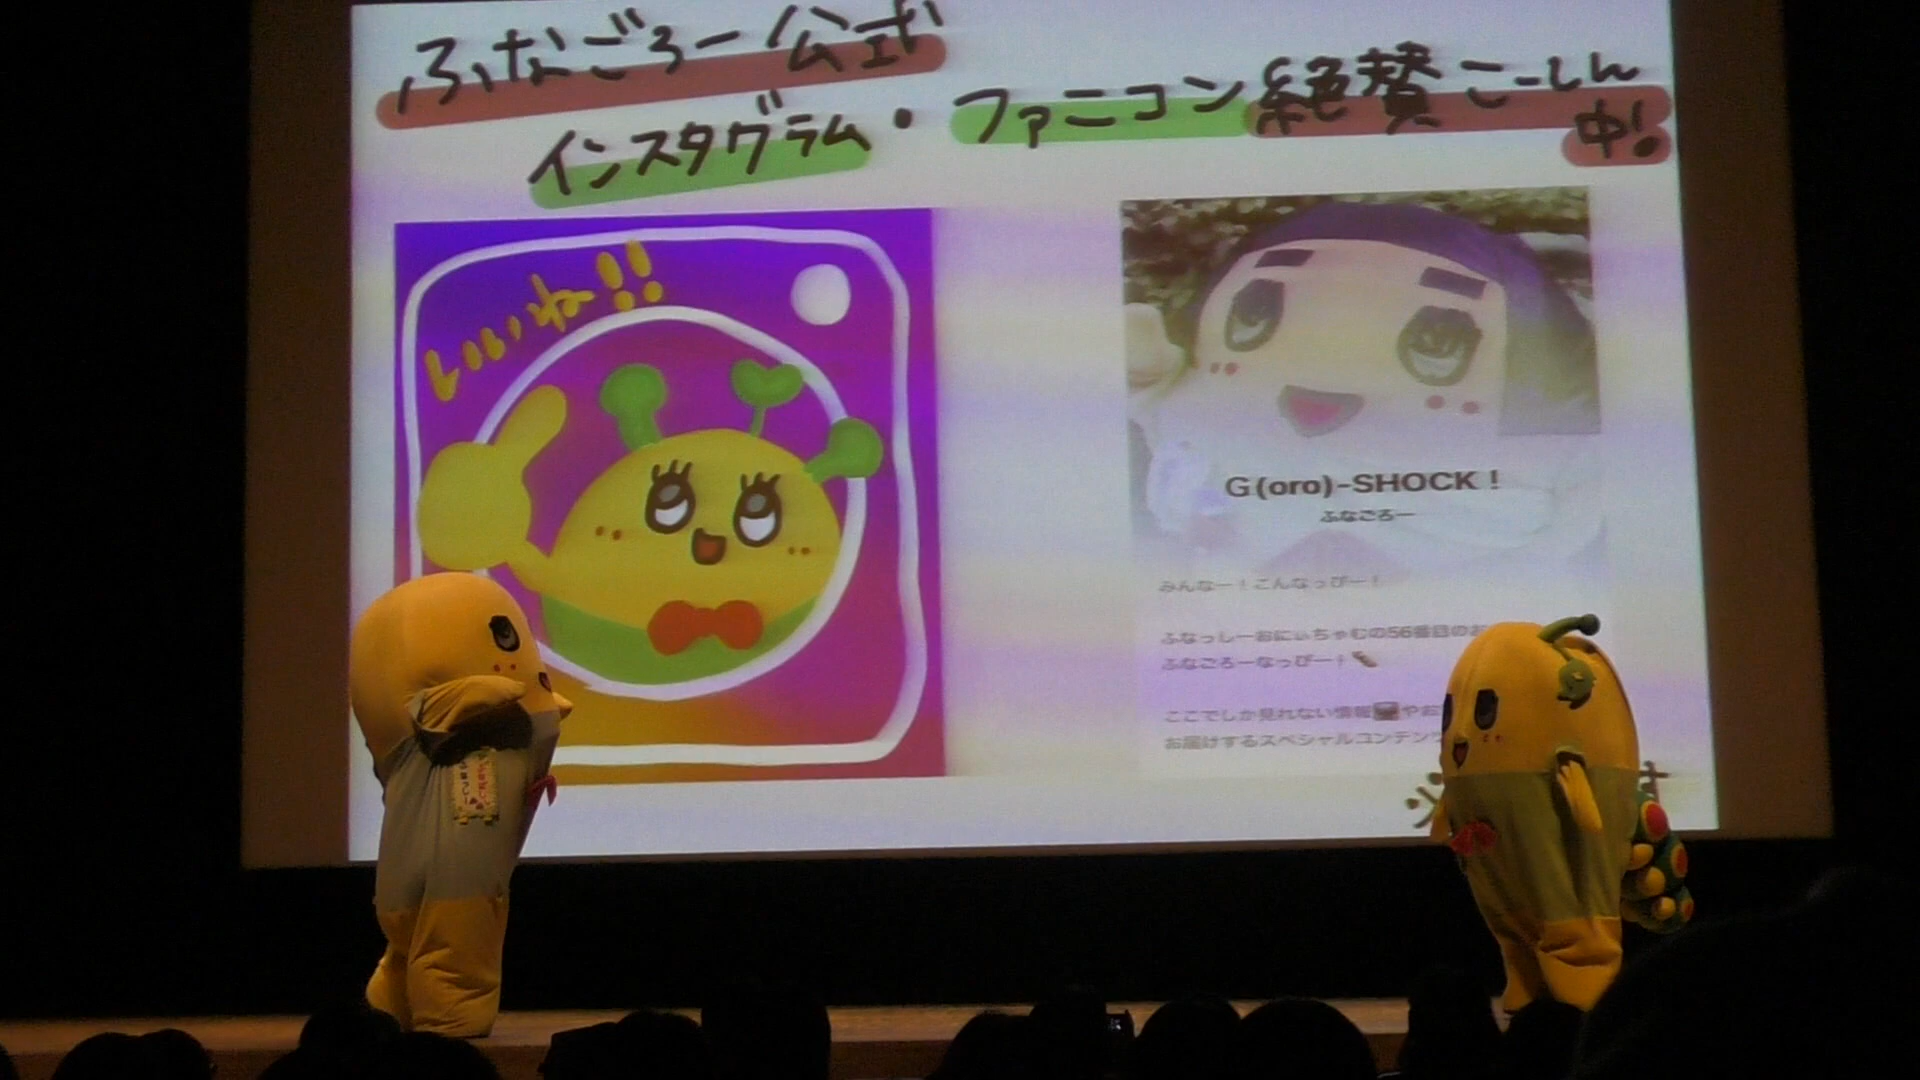 ふなごろー公式
インスタグラム・ファニコン絶賛こーしん中!
いいね!!
G(oro)-SHOCK!
ふなごろー
みんなー!こんなっぴー!
ふなっしーおにぃちゃむの56番目のお
ふなごろーなっぴー!
ここでしか見れない情報やお
お届けするスペシャルコンテンツ
※
は